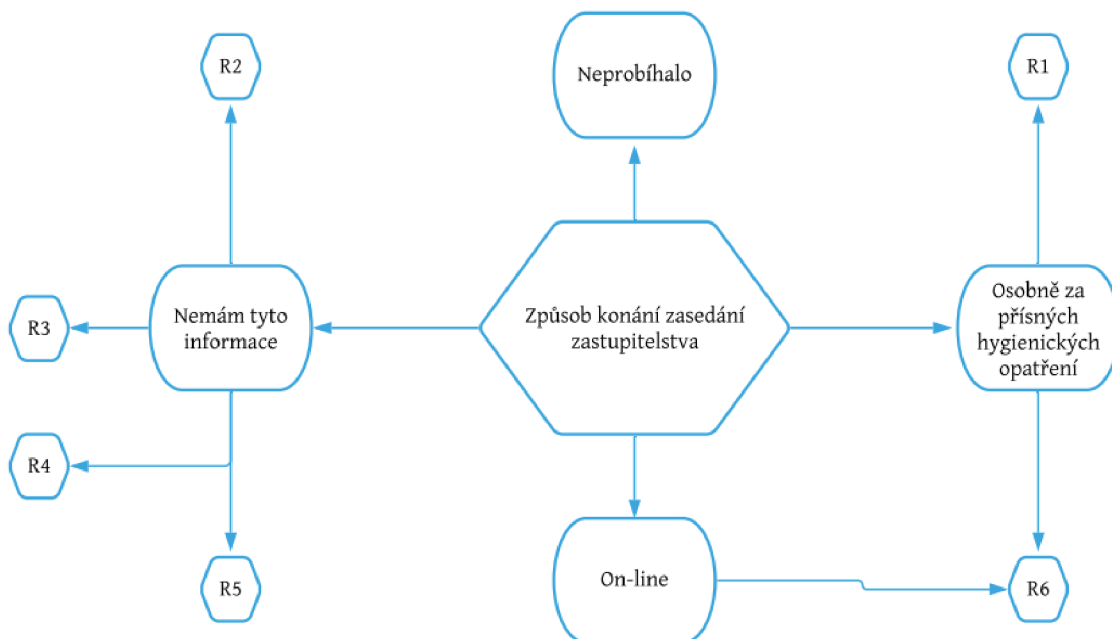 R2
Neprobíhalo
R1
Způsob konání zasedání
zastupitelstva
Nemám tyto
informace
Osobně za
přísných
hygienických
opatření
R3
R4
R5
On-line
R6